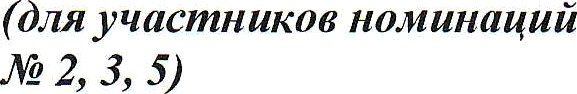 (для участников номинаций
№ 2, 3, 5)